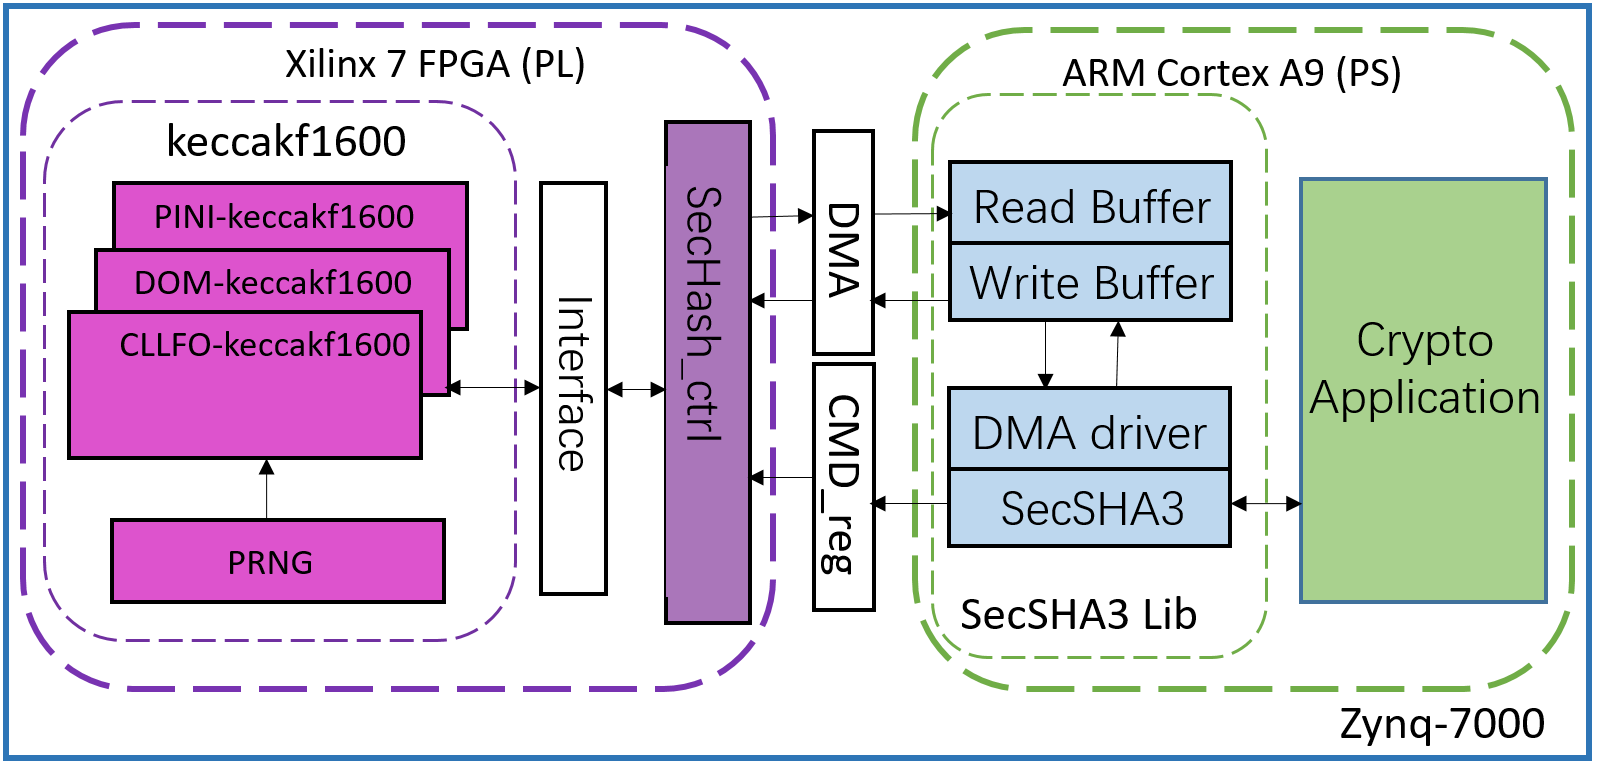 Xilinx 7 FPGA (PL)
keccakf1600
PINI-keccakf1600
DOM-keccakf1600
CLLFO-keccakf1600
PRNG
Interface
SecHash_ctrl
DMA
CMD_reg
ARM Cortex A9 (PS)
Read Buffer
Write Buffer
DMA driver
SecSHA3
SecSHA3 Lib
Crypto
Application
Zynq-7000